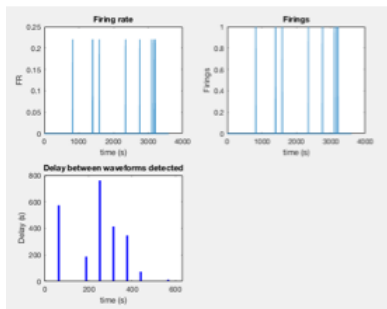 Firing rate
0.25
0.2
0.15
0.1
0.05
0
FR
0 1000 2000 3000 4000
time (s)
Firings
1
0.8
0.6
0.4
0.2
0
Firings
0 1000 2000 3000 4000
time (s)
Delay between waveforms detected
800
600
400
200
0
Delay (s)
0 200 400 600
time (s)